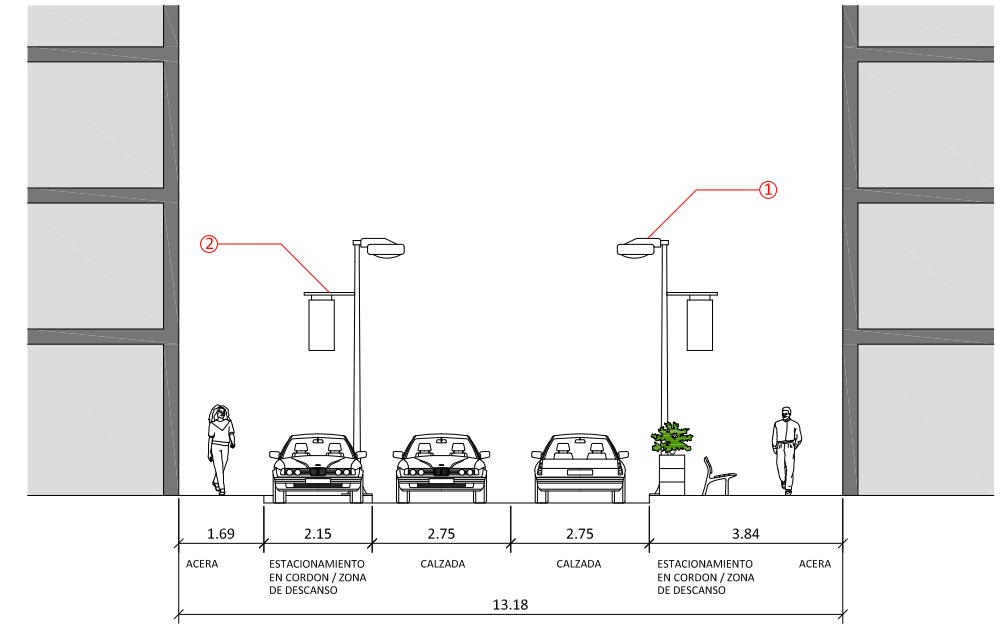 1
2
1.69
2.15
2.75
2.75
3.84
ACERA
ESTACIONAMIENTO
EN CORDON / ZONA
DE DESCANSO
CALZADA
CALZADA
ESTACIONAMIENTO
EN CORDON / ZONA
DE DESCANSO
ACERA
13.18